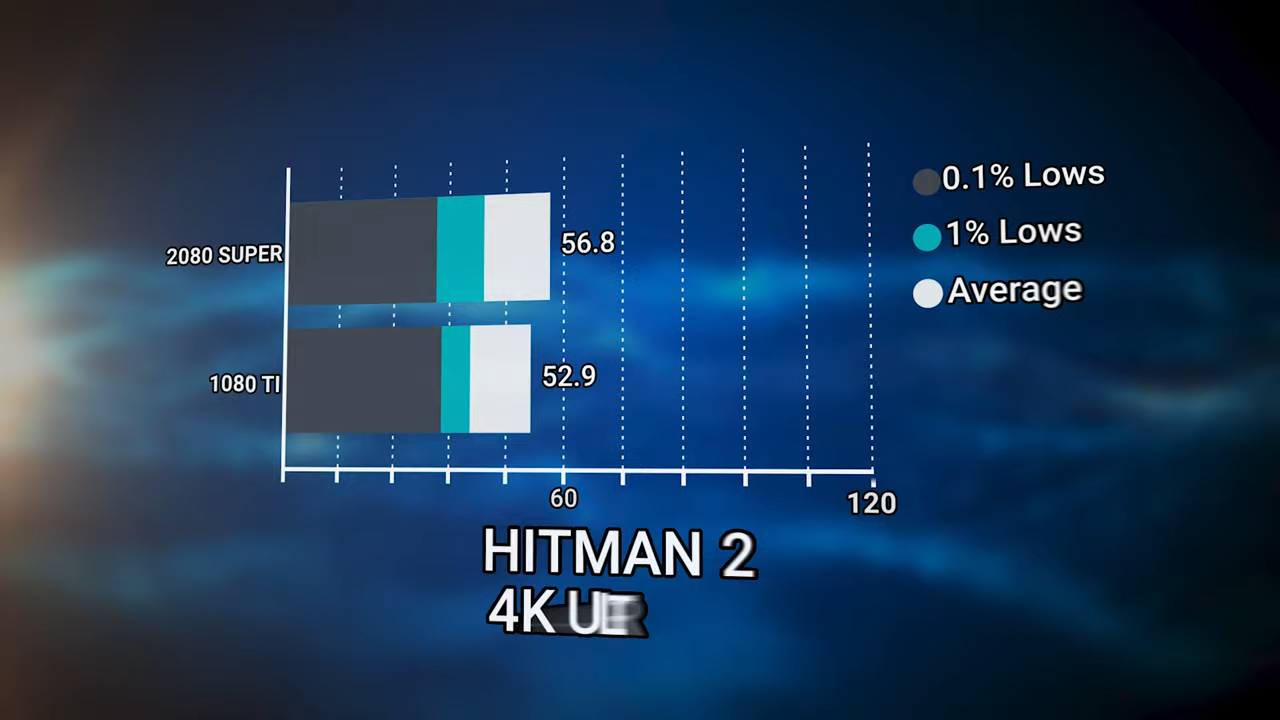 0.1% Lows
1% Lows
Average
2080 SUPER
56.8
1080 TI
52.9
60
120
HITMAN 2
4K